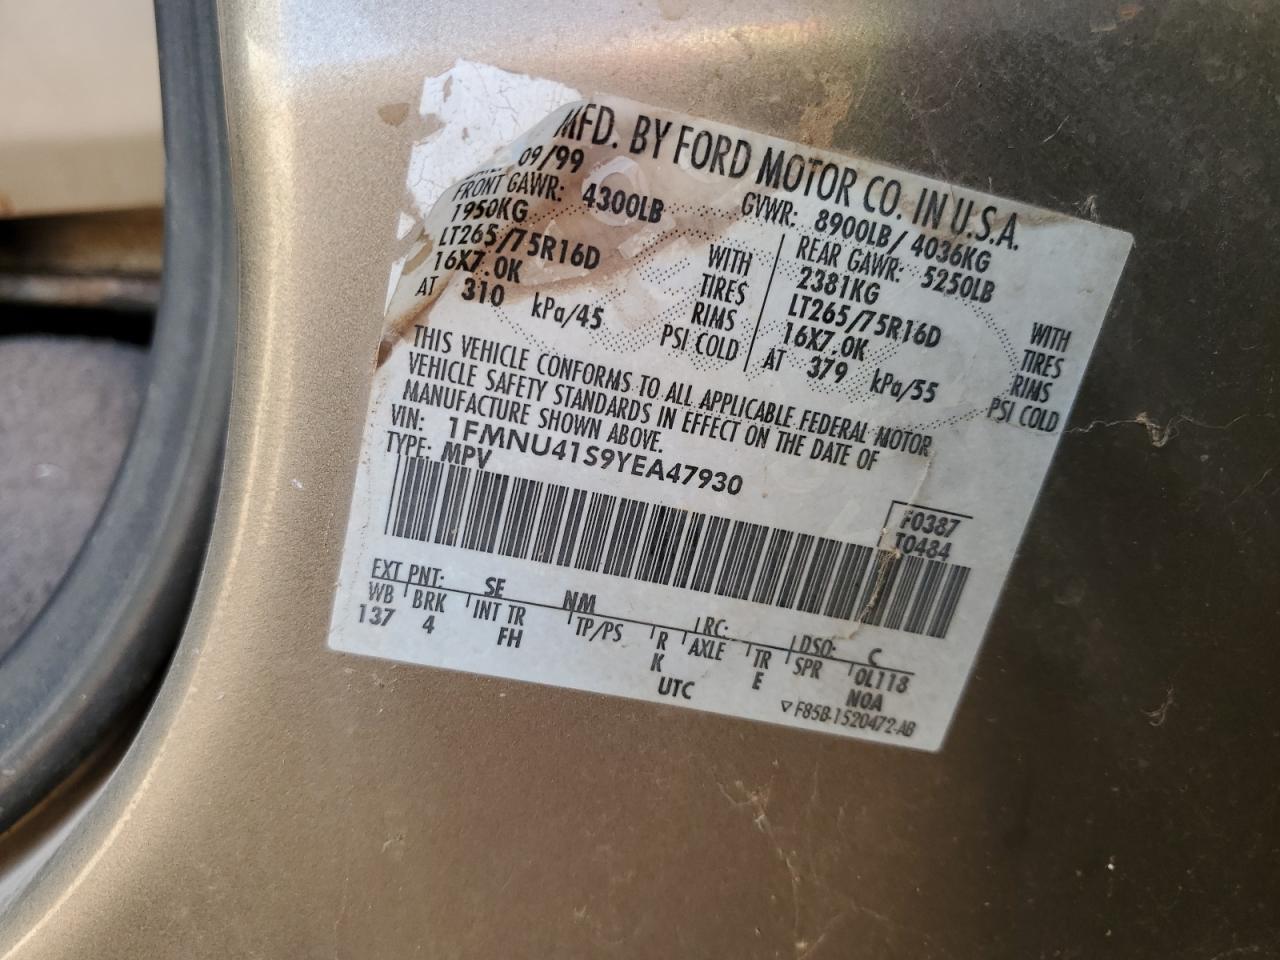 MFD. BY FORD MOTOR CO. IN U.S.A.
09/99 GVWR: 8900LB/ 4036KG
FRONT GAWR: 4300LB REAR GAWR: 5250LB
1950KG WITH 2381KG WITH
LT265/75R16D TIRES LT265/75R16D TIRES
16X7.0K RIMS 16X7.0K RIMS
AT 310 kPa/45 PSI COLD AT 379 kPa/55 PSI COLD
THIS VEHICLE CONFORMS TO ALL APPLICABLE FEDERAL MOTOR
VEHICLE SAFETY STANDARDS IN EFFECT ON THE DATE OF
MANUFACTURE SHOWN ABOVE.
VIN: 1FMNU41S9YEA47930
TYPE: MPV
F0387
T0484
EXT PNT: SE NM RC: DSO: C
WB BRK INT TR TP/PS R AXLE TR SPR OL118
137 4 FH K E N0A
UTC
▽ F85B-1520472-AB